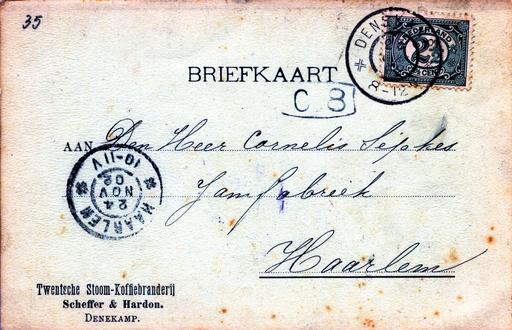 35
DENE
8-12
NEDERLAND
2½
CENT
BRIEFKAART
C 8
AAN Den Heer Cornelis Sipkes
Jamfabriek
Haarlem
HAARLEM
24
NOV
02
10-11V
Twentsche Stoom-Koffiebranderij
Scheffer & Hardon.
DENEKAMP.